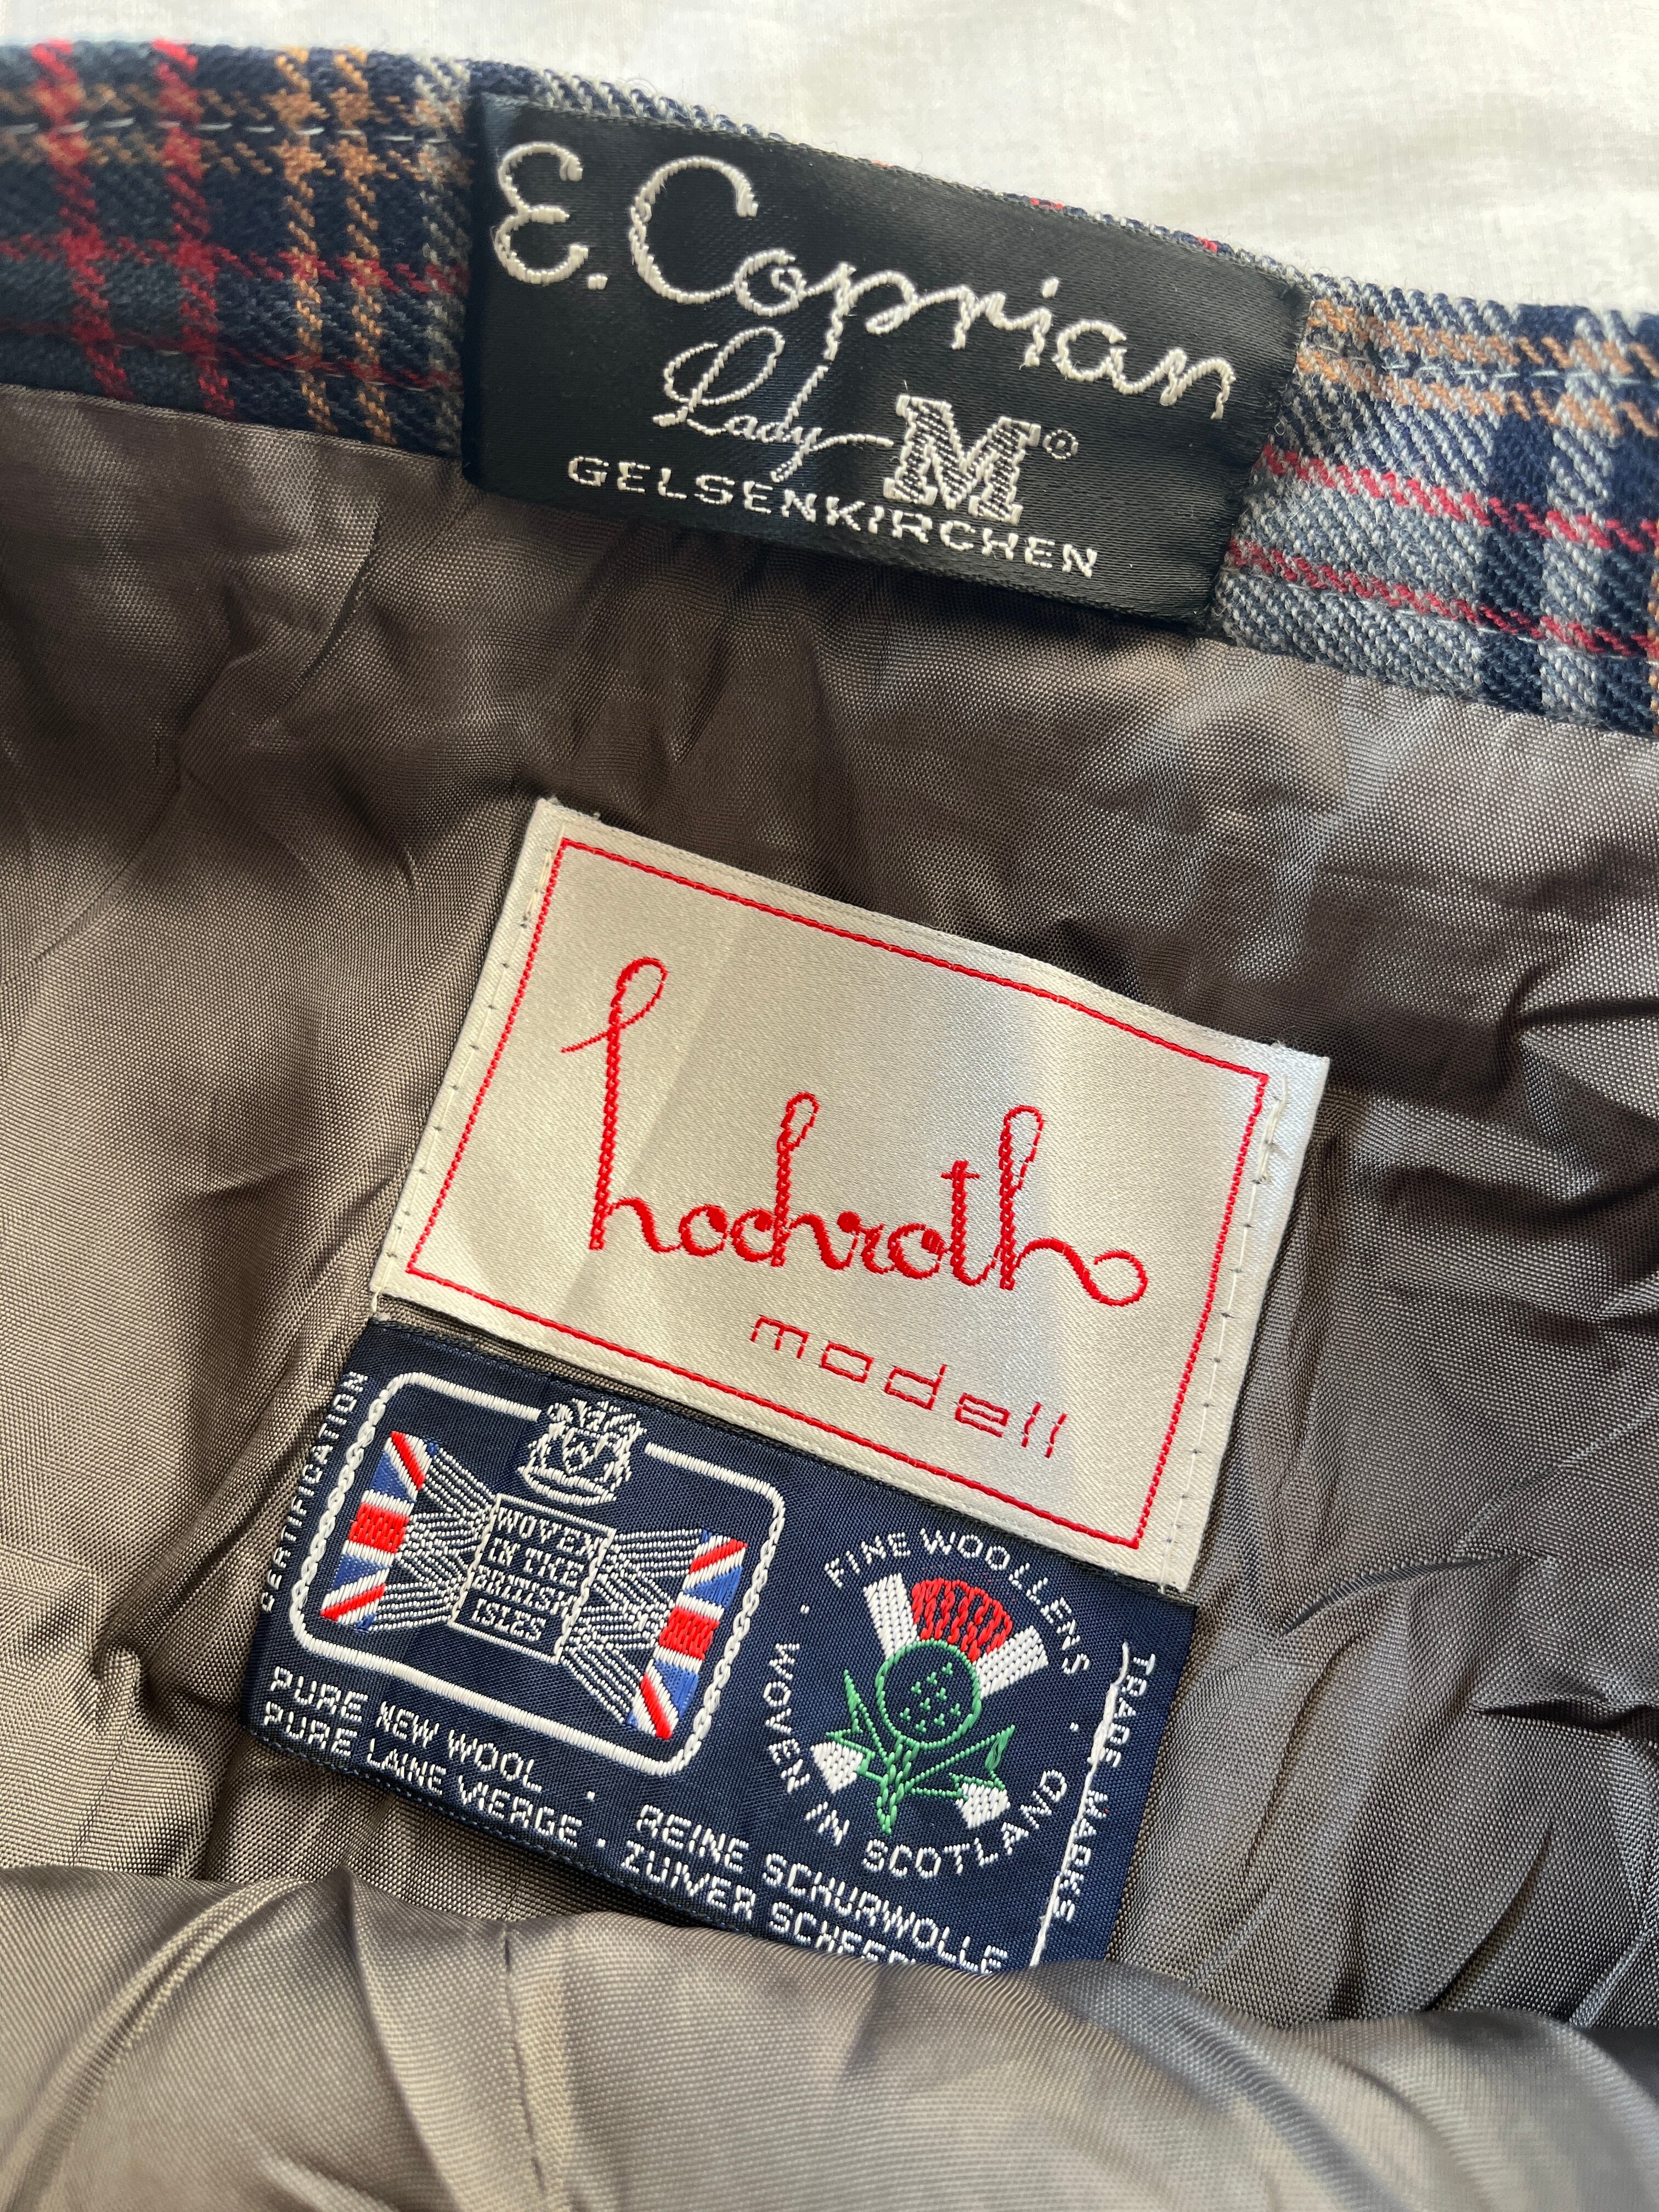 E. Coprian
Lady M®
GELSENKIRCHEN
hochroth
modell
CERTIFICATION
WOVEN
IN THE
BRITISH
ISLES
FINE WOOLLENS
· WOVEN IN SCOTLAND ·
TRADE MARKS
PURE NEW WOOL · REINE SCHURWOLLE
PURE LAINE VIERGE · ZUIVER